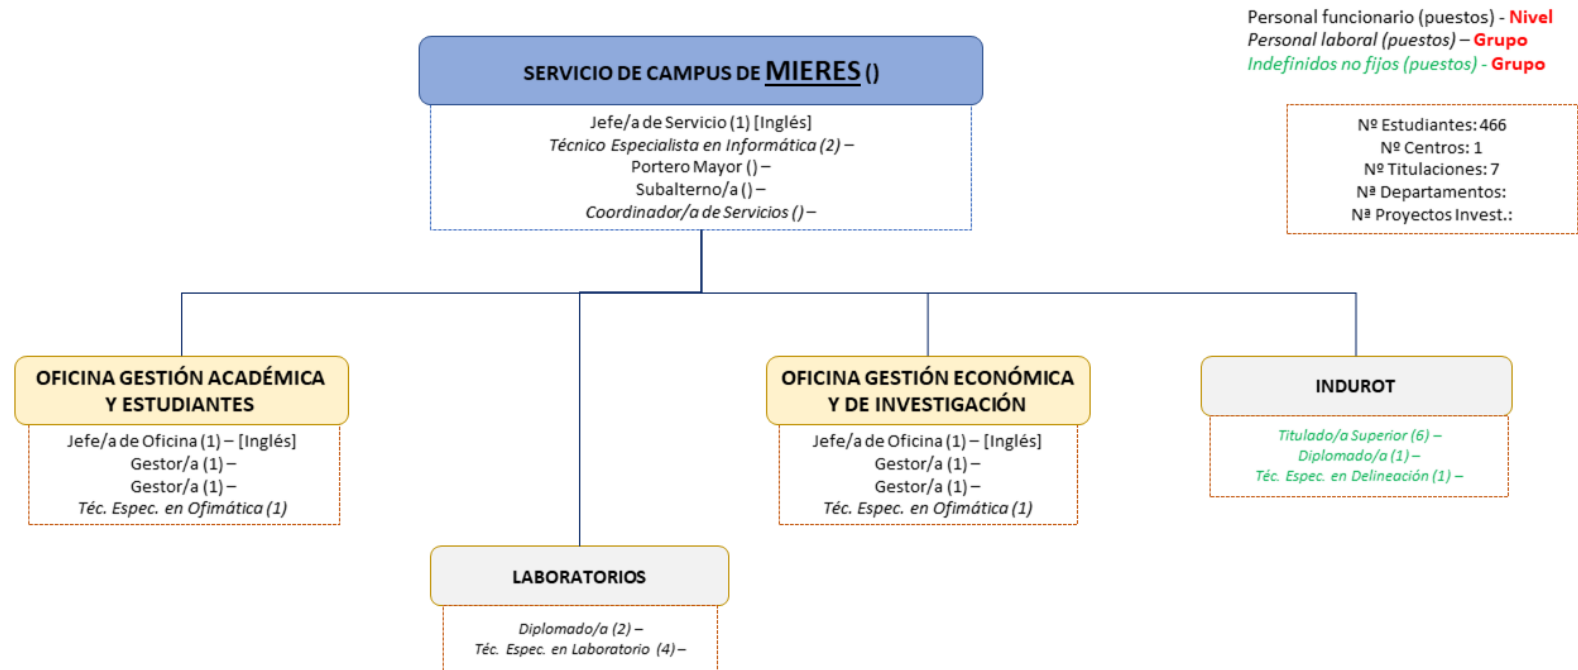 Personal funcionario (puestos) - Nivel
Personal laboral (puestos) – Grupo
Indefinidos no fijos (puestos) - Grupo
SERVICIO DE CAMPUS DE MIERES ()
Jefe/a de Servicio (1) [Inglés]
Técnico Especialista en Informática (2) –
Portero Mayor () –
Subalterno/a () –
Coordinador/a de Servicios () –
Nº Estudiantes: 466
Nº Centros: 1
Nº Titulaciones: 7
Nª Departamentos:
Nª Proyectos Invest.:
OFICINA GESTIÓN ACADÉMICA
Y ESTUDIANTES
Jefe/a de Oficina (1) – [Inglés]
Gestor/a (1) –
Gestor/a (1) –
Téc. Espec. en Ofimática (1)
OFICINA GESTIÓN ECONÓMICA
Y DE INVESTIGACIÓN
Jefe/a de Oficina (1) – [Inglés]
Gestor/a (1) –
Gestor/a (1) –
Téc. Espec. en Ofimática (1)
INDUROT
Titulado/a Superior (6) –
Diplomado/a (1) –
Téc. Espec. en Delineación (1) –
LABORATORIOS
Diplomado/a (2) –
Téc. Espec. en Laboratorio (4) –